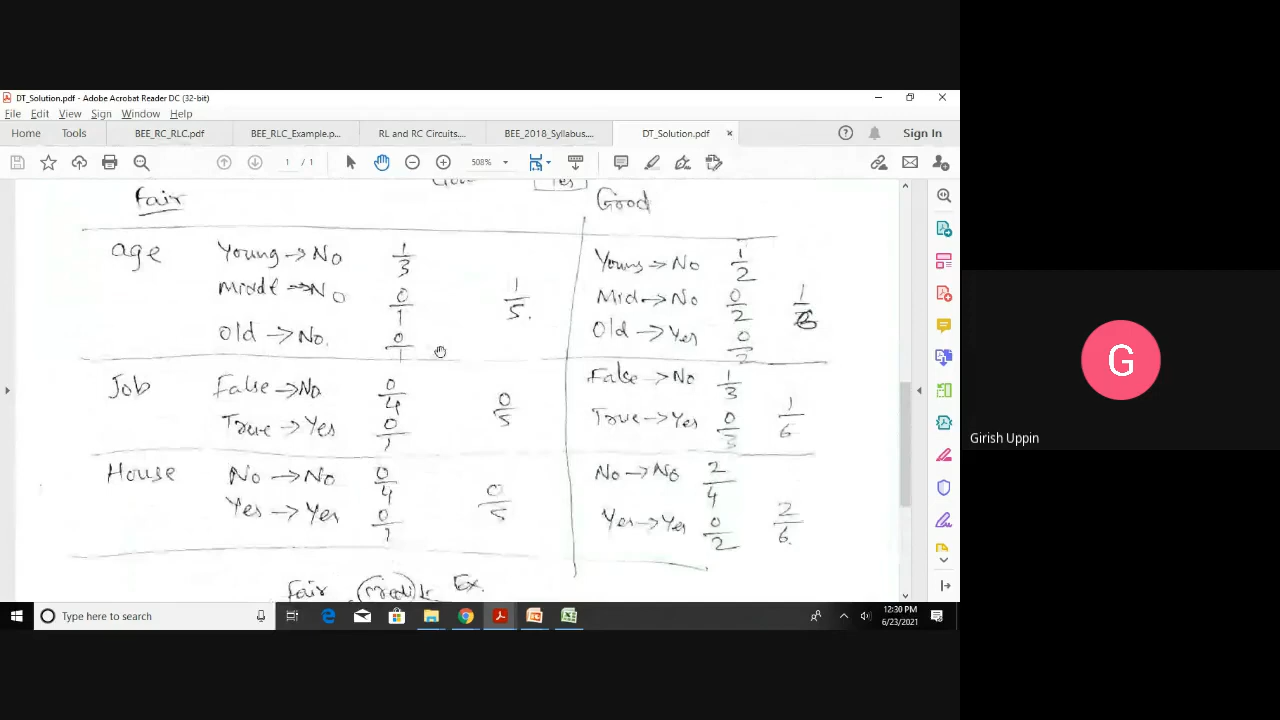 DT_Solution.pdf - Adobe Acrobat Reader DC (32-bit)
File Edit View Sign Window Help
Home Tools BEE_RC_RLC.pdf BEE_RLC_Example.p... RL and RC Circuits.... BEE_2018_Syllabus.... DT_Solution.pdf × Sign In
1 / 1 508%
Yes
Fair Good
age Young → No 1/3 Young → No 1/2
Middl → No 0/1 1/5. Mid → No 0/2 1/6
Old → No. 0/1 Old → Yes 0/2
Job False → No 0/4 0/5 False → No 1/3
True → Yes 0/1 True → Yes 0/3 1/6
House No → No 0/4 0/5 No → No 2/4
Yes → Yes 0/1 Yes → Yes 0/2 2/6.
Fair Credit Ex.
G
Girish Uppin
Type here to search
12:30 PM
6/23/2021